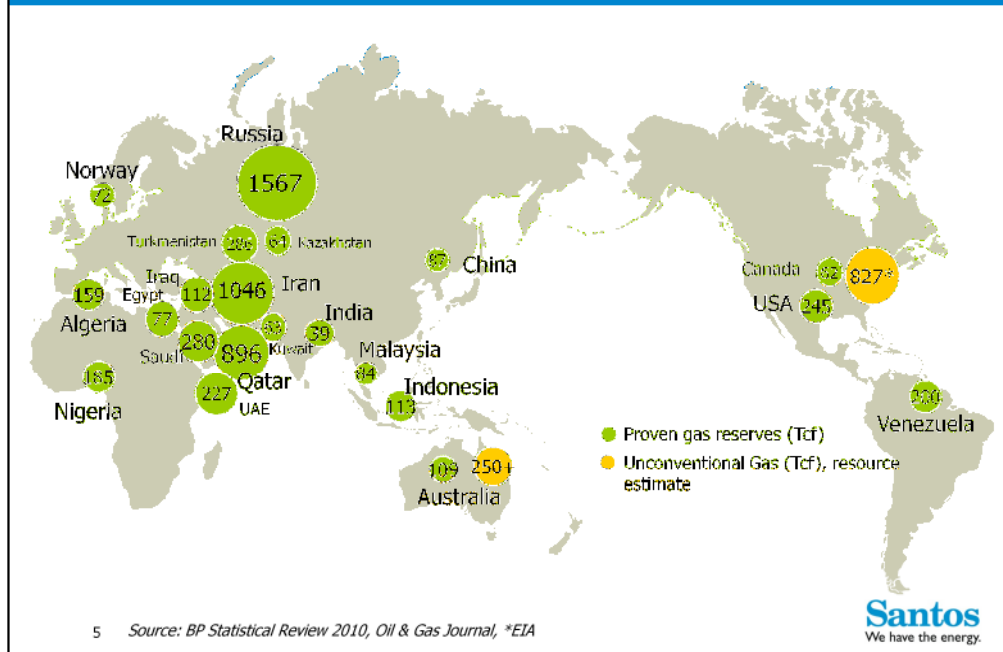 Russia
1567
Norway
72
Turkmenistan
286
64
Kazakhstan
87
China
Iraq
112
1046
Iran
159
Algeria
Egypt
77
India
39
Saudi
280
Kuwait
63
896
Qatar
227
UAE
185
Nigeria
Malaysia
84
Indonesia
113
109
250+
Australia
Canada
62
827*
USA
245
200
Venezuela
Proven gas reserves (Tcf)
Unconventional Gas (Tcf), resource
estimate
5 Source: BP Statistical Review 2010, Oil & Gas Journal, *EIA
Santos
We have the energy.